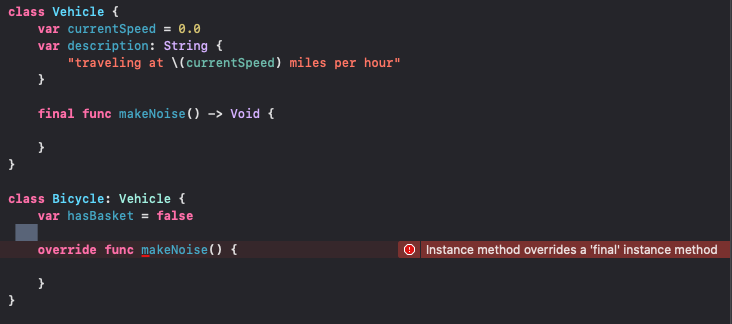 class Vehicle {
var currentSpeed = 0.0
var description: String {
"traveling at \(currentSpeed) miles per hour"
}
final func makeNoise() -> Void {
}
}
class Bicycle: Vehicle {
var hasBasket = false
override func makeNoise() { Instance method overrides a 'final' instance method
}
}